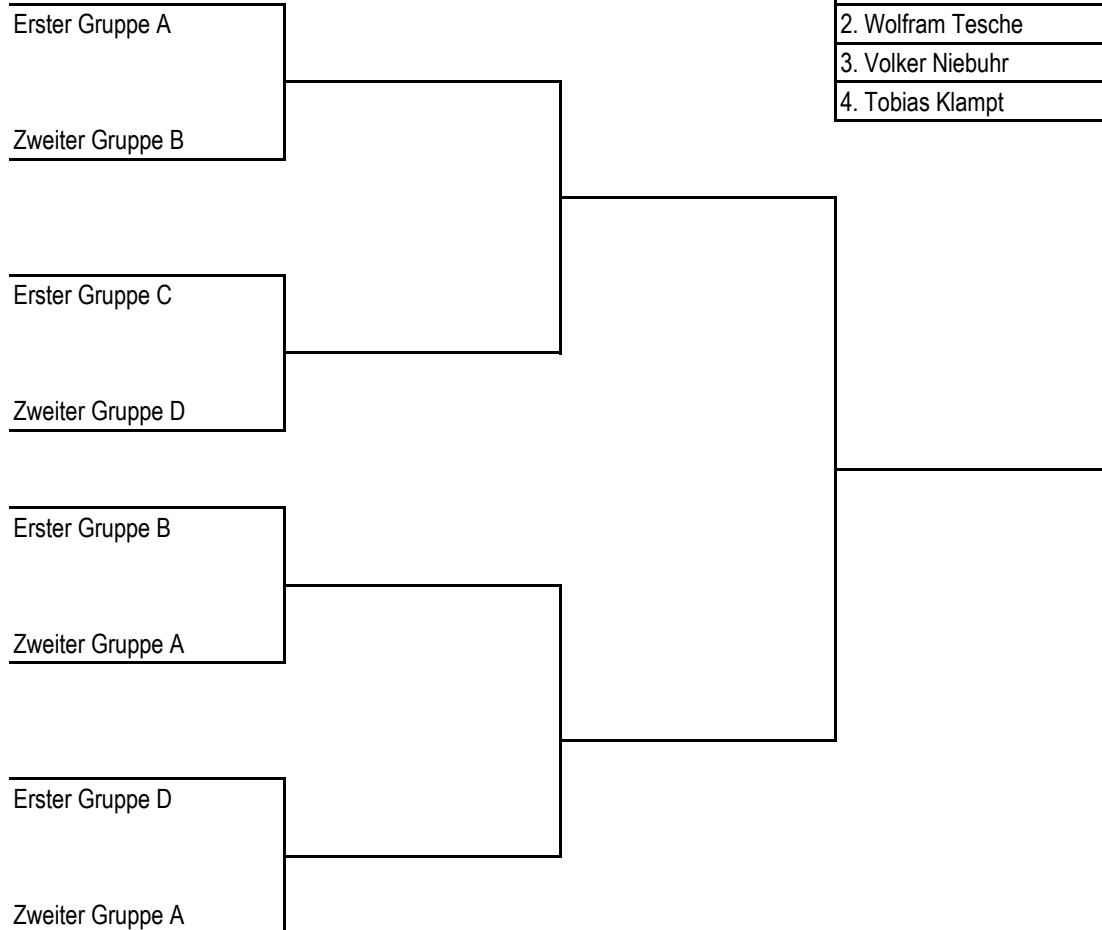 Erster Gruppe A
2. Wolfram Tesche
3. Volker Niebuhr
4. Tobias Klampt
Zweiter Gruppe B
Erster Gruppe C
Zweiter Gruppe D
Erster Gruppe B
Zweiter Gruppe A
Erster Gruppe D
Zweiter Gruppe A